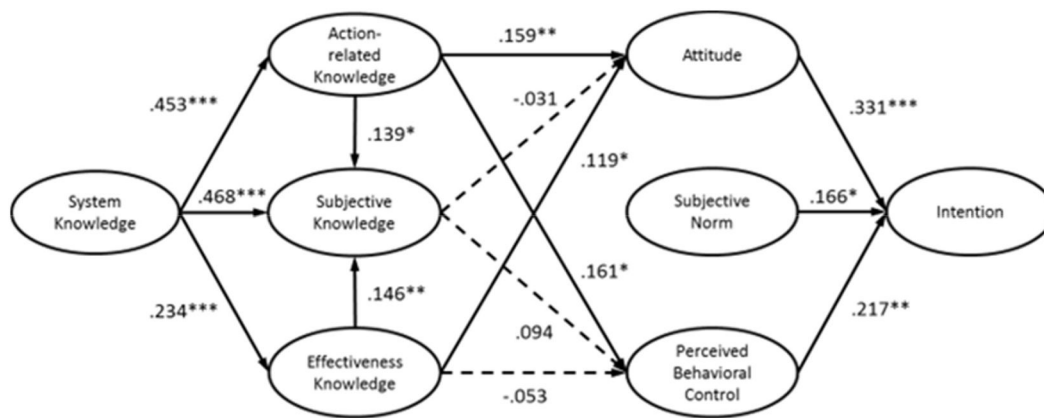 Action-
related
Knowledge
.159**
Attitude
-.031
.453***
.331***
.139*
.119*
System
Knowledge
.468***
Subjective
Knowledge
Subjective
Norm
.166*
Intention
.161*
.146**
.234***
.217**
.094
Effectiveness
Knowledge
-.053
Perceived
Behavioral
Control